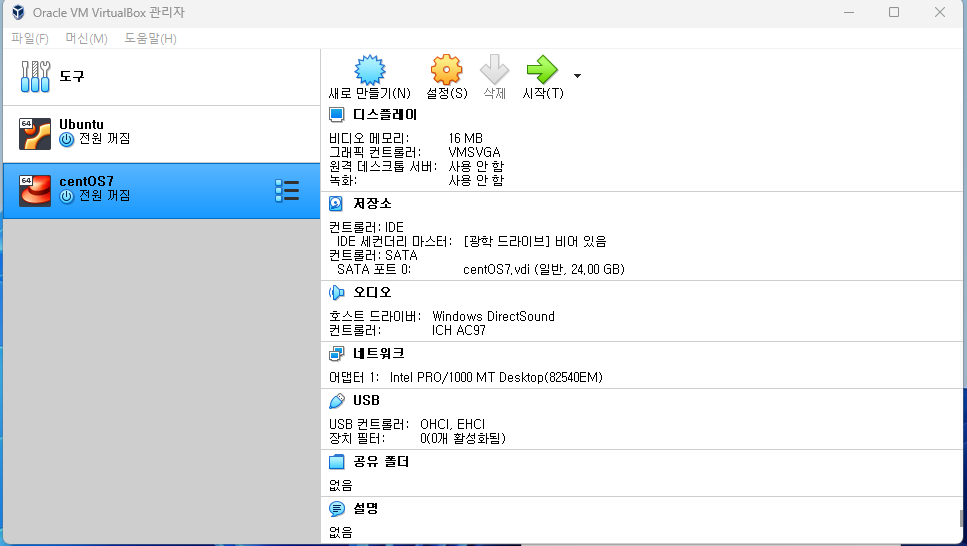 Oracle VM VirtualBox 관리자
파일(F) 머신(M) 도움말(H)
도구
새로 만들기(N) 설정(S) 삭제 시작(T)
64 Ubuntu
전원 꺼짐
64 centOS7
전원 꺼짐
디스플레이
비디오 메모리: 16 MB
그래픽 컨트롤러: VMSVGA
원격 데스크톱 서버: 사용 안 함
녹화: 사용 안 함
저장소
컨트롤러: IDE
IDE 세컨더리 마스터: [광학 드라이브] 비어 있음
컨트롤러: SATA
SATA 포트 0: centOS7.vdi (일반, 24.00 GB)
오디오
호스트 드라이버: Windows DirectSound
컨트롤러: ICH AC97
네트워크
어댑터 1: Intel PRO/1000 MT Desktop(82540EM)
USB
USB 컨트롤러: OHCI, EHCI
장치 필터: 0(0개 활성화됨)
공유 폴더
없음
설명
없음